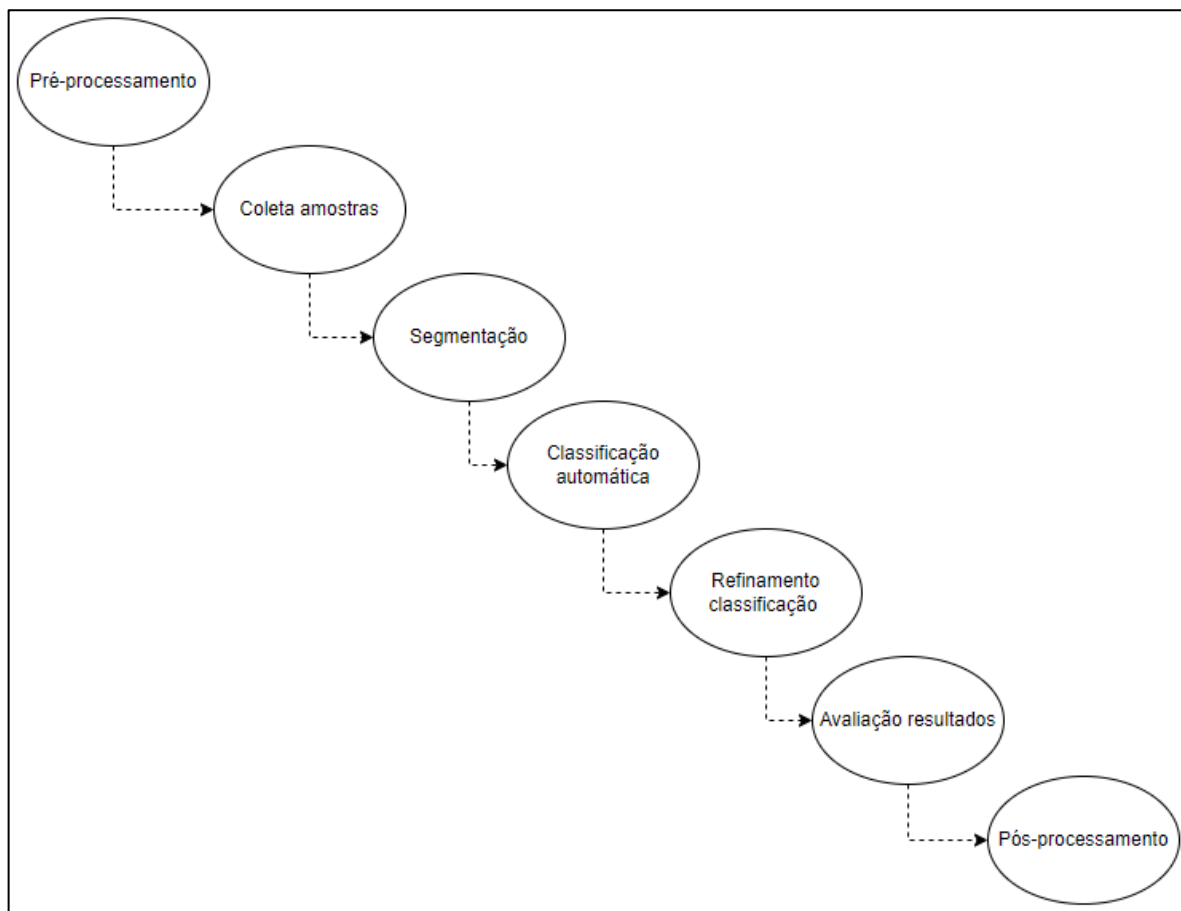 Pré-processamento
Coleta amostras
Segmentação
Classificação
automática
Refinamento
classificação
Avaliação resultados
Pós-processamento